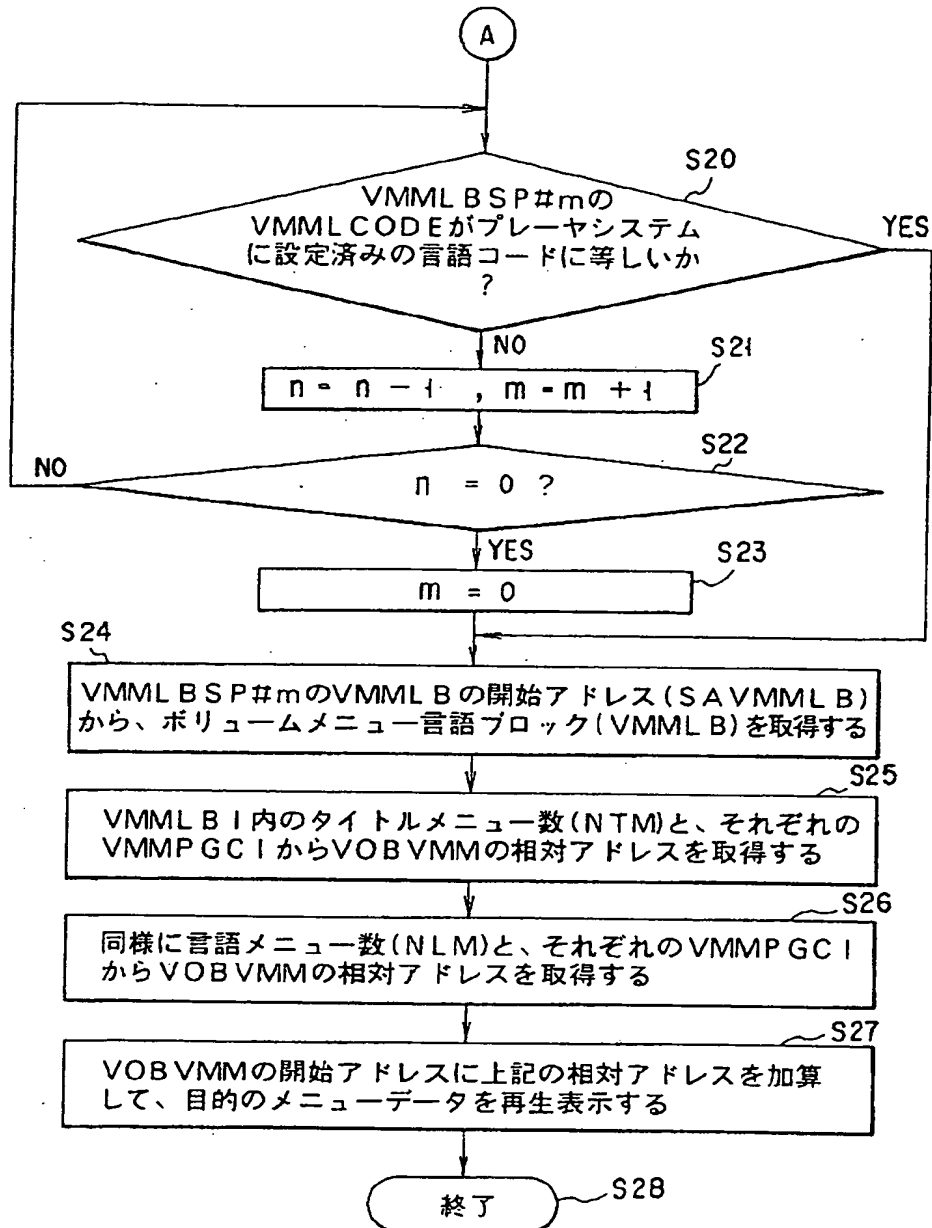 A
S20
VMMLBSP#mの
VMMLCODEがプレーヤシステム
に設定済みの言語コードに等しいか
?
YES
NO
S21
n = n - 1 , m = m + 1
S22
NO
n = 0 ?
YES
S23
m = 0
S24
VMMLBSP#mのVMMLBの開始アドレス(SAVMMLB)
から、ボリュームメニュー言語ブロック(VMMLB)を取得する
S25
VMMLBI内のタイトルメニュー数(NTM)と、それぞれの
VMMPGCIからVOBVMMの相対アドレスを取得する
S26
同様に言語メニュー数(NLM)と、それぞれのVMMPGCI
からVOBVMMの相対アドレスを取得する
S27
VOBVMMの開始アドレスに上記の相対アドレスを加算
して、目的のメニューデータを再生表示する
終了
S28